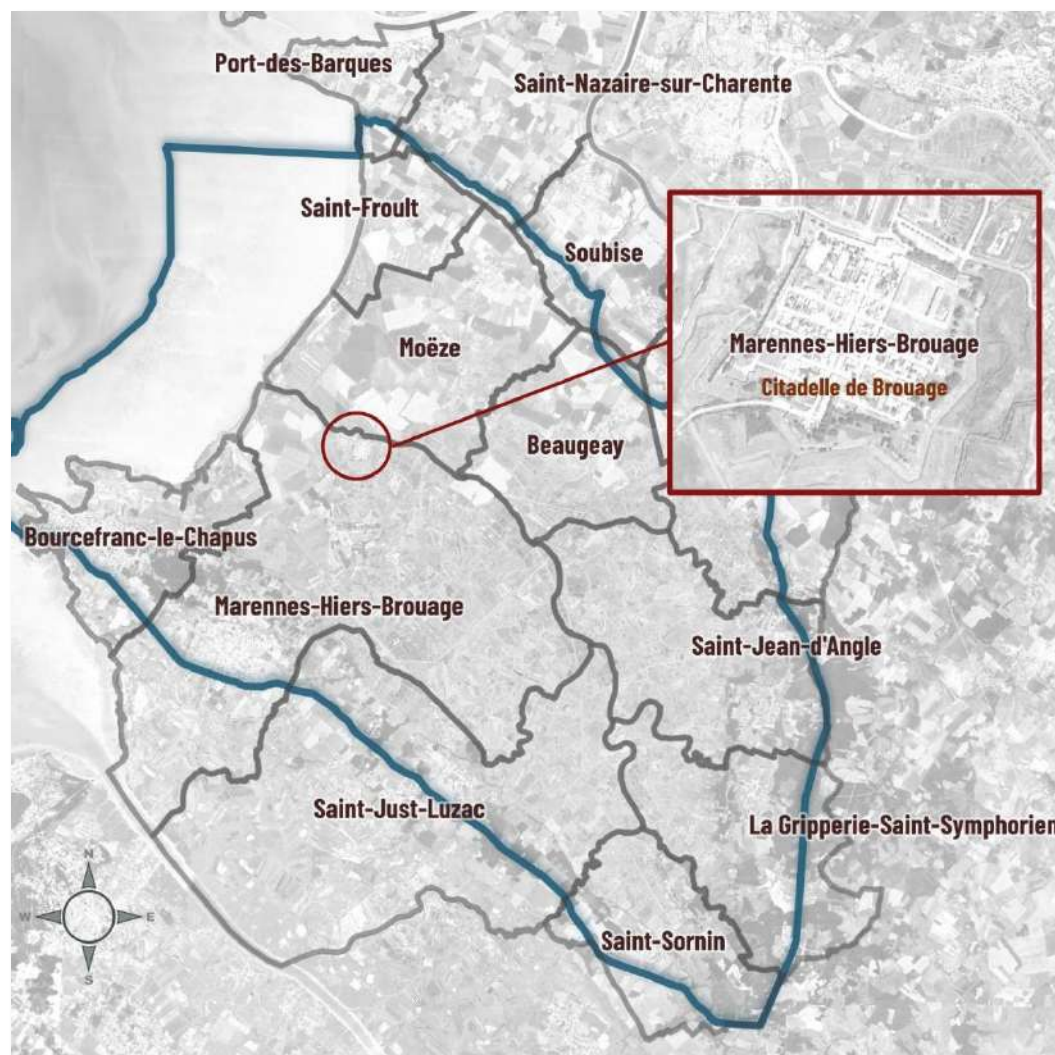 Port-des-Barques
Saint-Nazaire-sur-Charente
Saint-Froult
Soubise
Moëze
Marennes-Hiers-Brouage
Citadelle de Brouage
Beaugeay
Bourcefranc-le-Chapus
Marennes-Hiers-Brouage
Saint-Jean-d'Angle
Saint-Just-Luzac
La Gripperie-Saint-Symphorien
N
W
E
S
Saint-Sornin